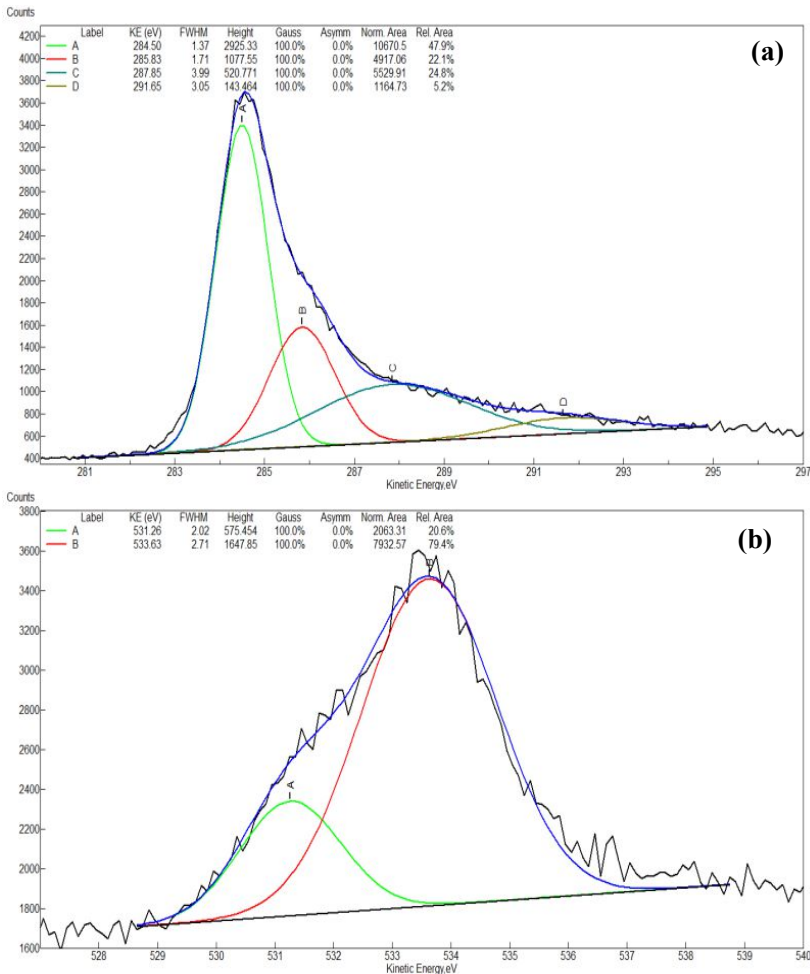 Counts
Label KE (eV) FWHM Height Gauss Asymm Norm. Area Rel. Area
A 284.50 1.37 2925.33 100.0% 0.0% 10670.5 47.9%
B 285.83 1.71 1077.55 100.0% 0.0% 4917.06 22.1%
C 287.85 3.99 520.771 100.0% 0.0% 5529.91 24.8%
D 291.65 3.05 143.464 100.0% 0.0% 1164.73 5.2%
(a)
4200
4000
3800
3600
3400
3200
3000
2800
2600
2400
2200
2000
1800
1600
1400
1200
1000
800
600
400
A
B
C
D
281 283 285 287 289 291 293 295 297
Kinetic Energy,eV
Counts
Label KE (eV) FWHM Height Gauss Asymm Norm. Area Rel. Area
A 531.26 2.02 575.454 100.0% 0.0% 2063.31 20.6%
B 533.63 2.71 1647.85 100.0% 0.0% 7932.57 79.4%
(b)
3800
3600
3400
3200
3000
2800
2600
2400
2200
2000
1800
1600
A
B
528 529 530 531 532 533 534 535 536 537 538 539 540
Kinetic Energy,eV